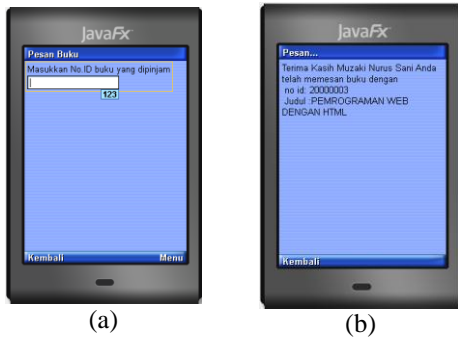 JavaFx
Pesan Buku
Masukkan No.ID buku yang dipinjam
123
Kembali Menu
(a)
JavaFx
Pesan...
Terima Kasih Muzaki Nurus Sani Anda
telah memesan buku dengan
no id: 20000003
Judul :PEMROGRAMAN WEB
DENGAN HTML
Kembali
(b)